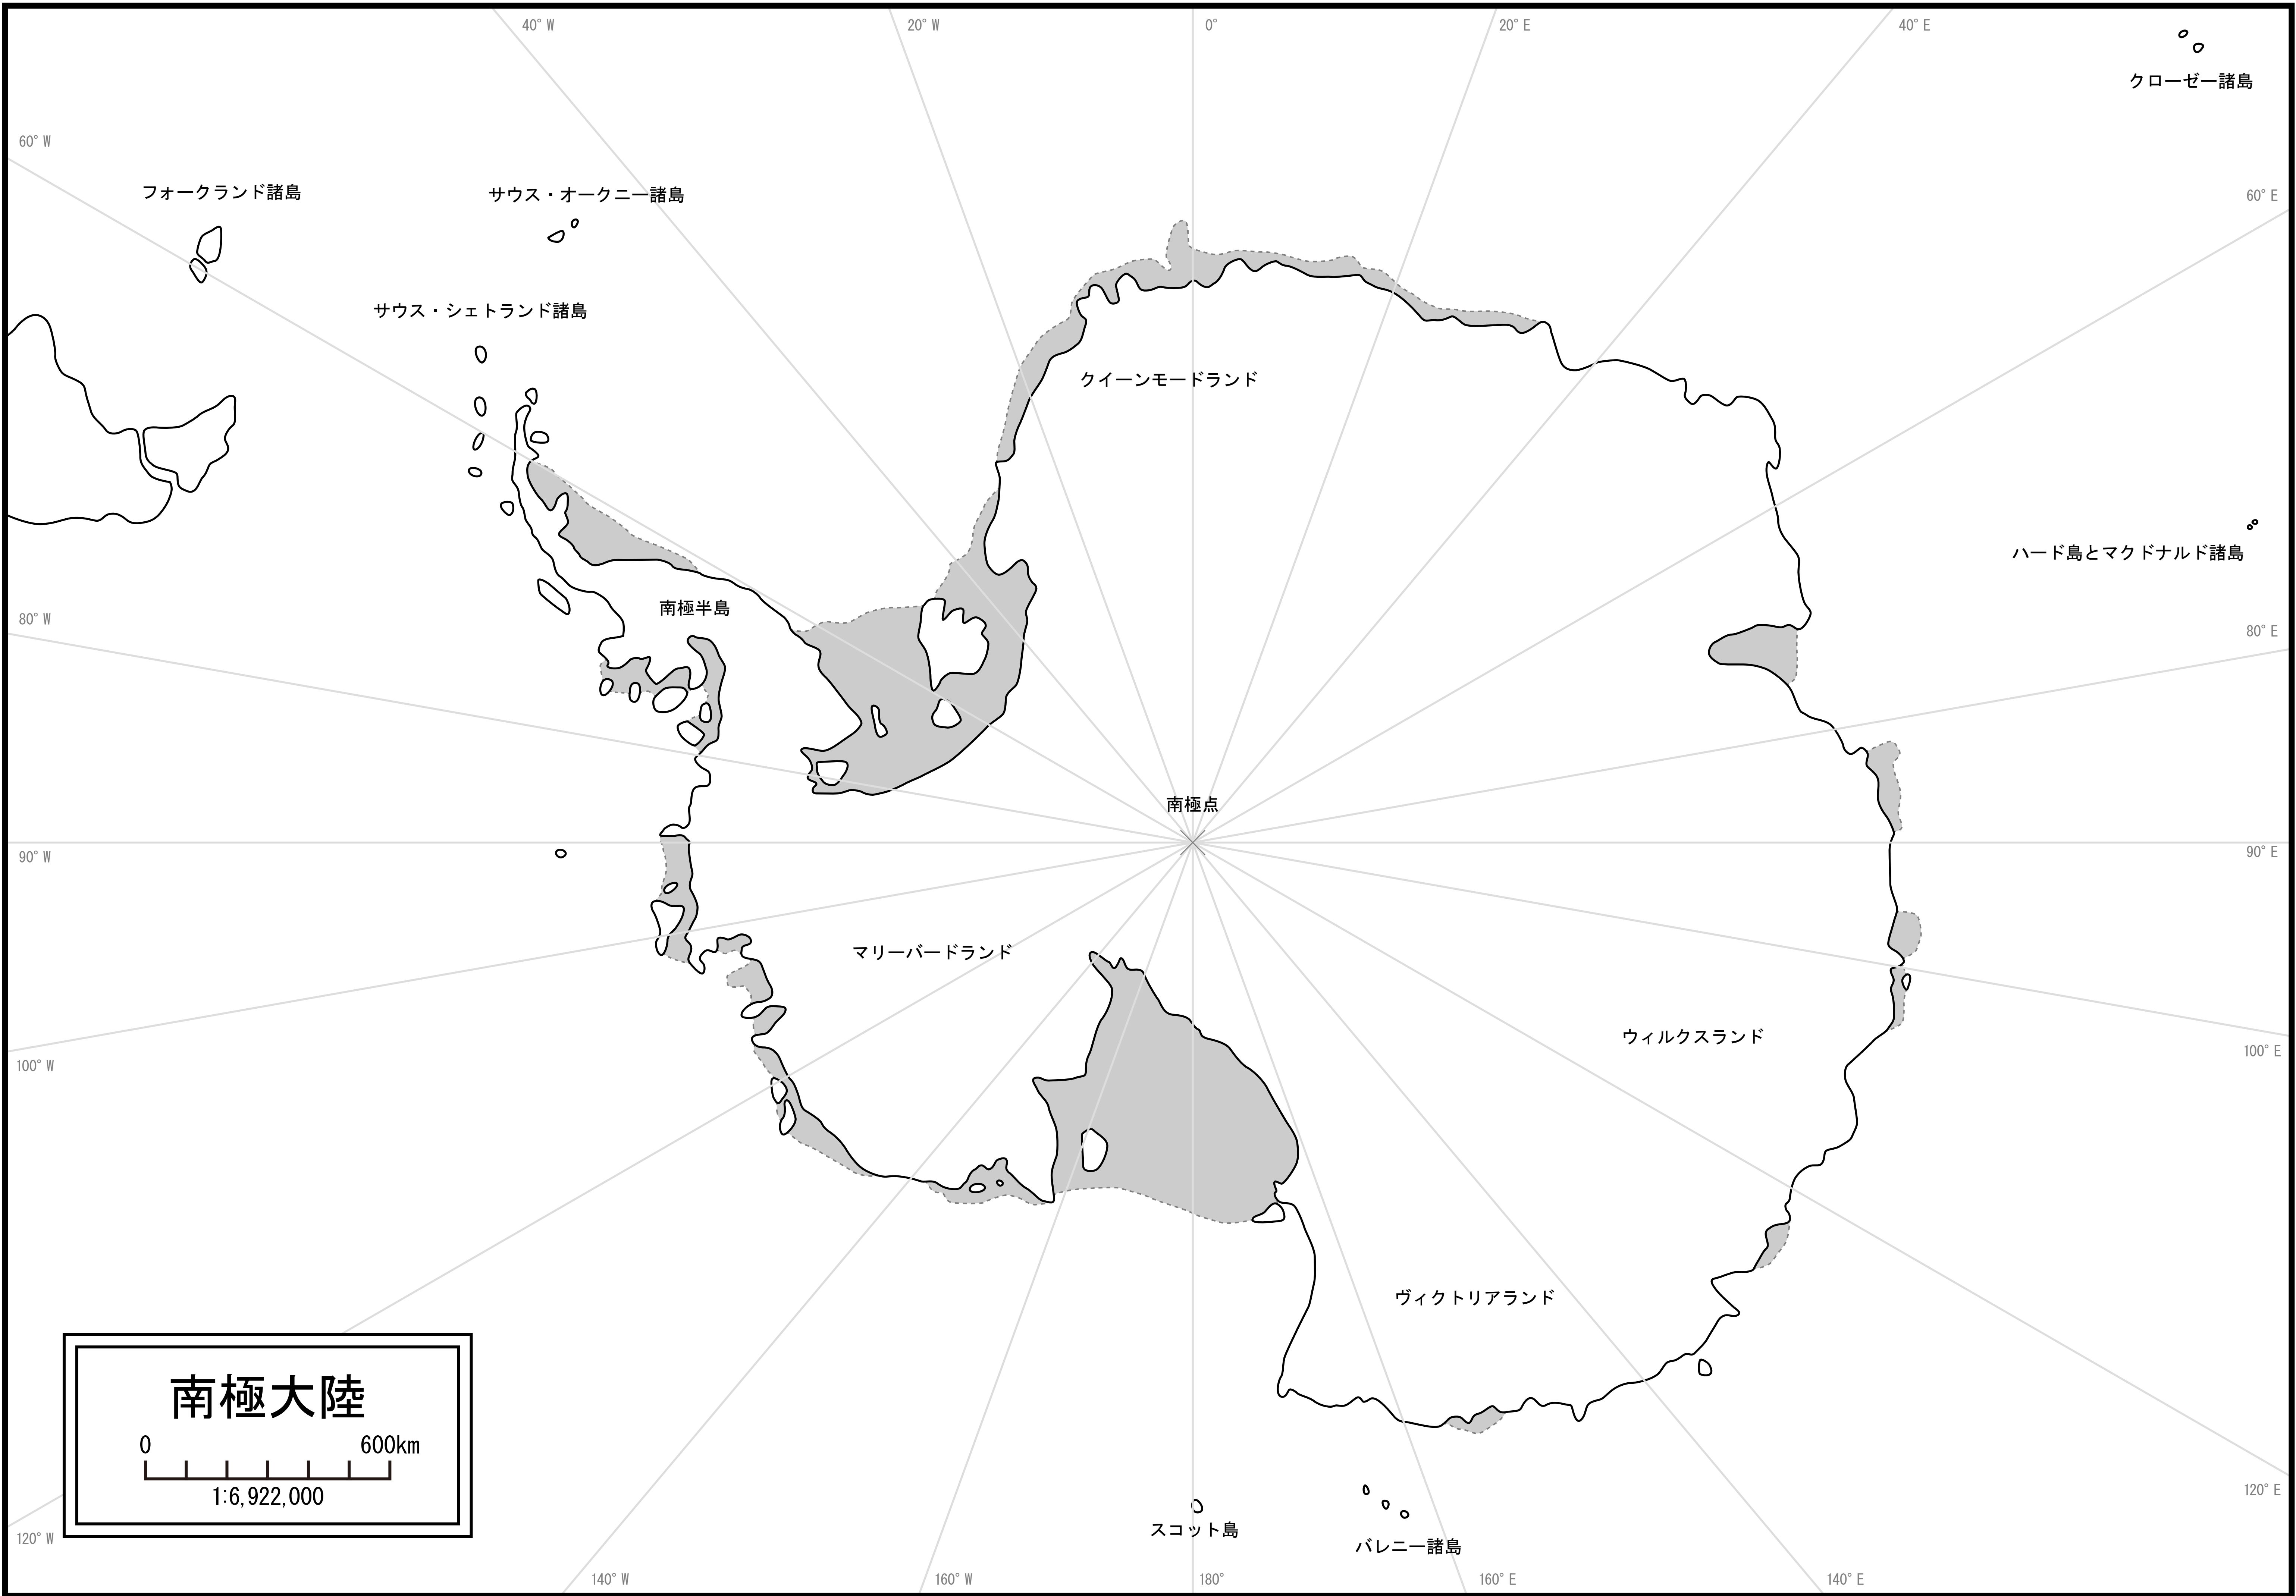 40° W
20° W
0°
20° E
40° E
クローゼー諸島
60° W
フォークランド諸島
サウス・オークニー諸島
60° E
サウス・シェトランド諸島
クイーンモードランド
ハード島とマクドナルド諸島
南極半島
80° W
80° E
南極点
90° W
90° E
マリーバードランド
ウィルクスランド
100° W
100° E
ヴィクトリアランド
南極大陸
0 600km
1:6,922,000
120° E
スコット島
バレニー諸島
120° W
140° W
160° W
180°
160° E
140° E